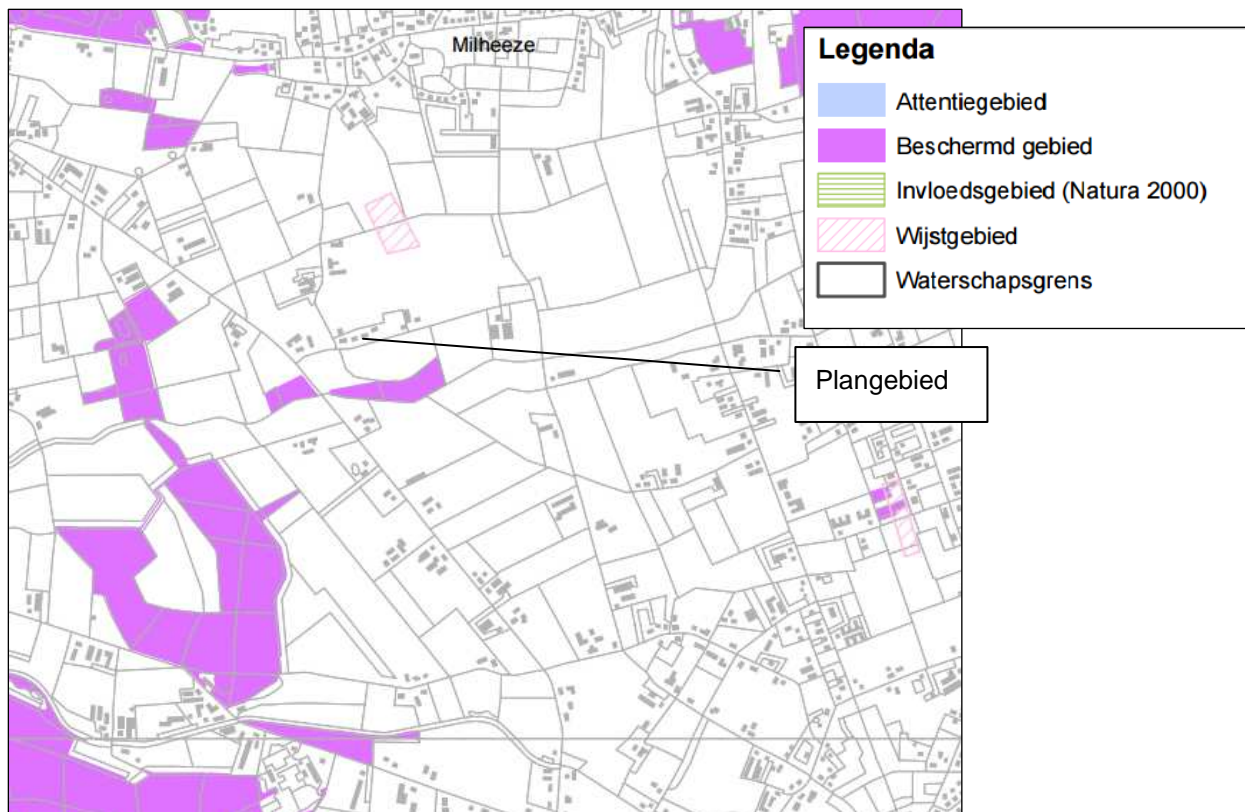 Milheeze
Legenda
Attentiegebied
Beschermd gebied
Invloedsgebied (Natura 2000)
Wijstgebied
Waterschapsgrens
Plangebied